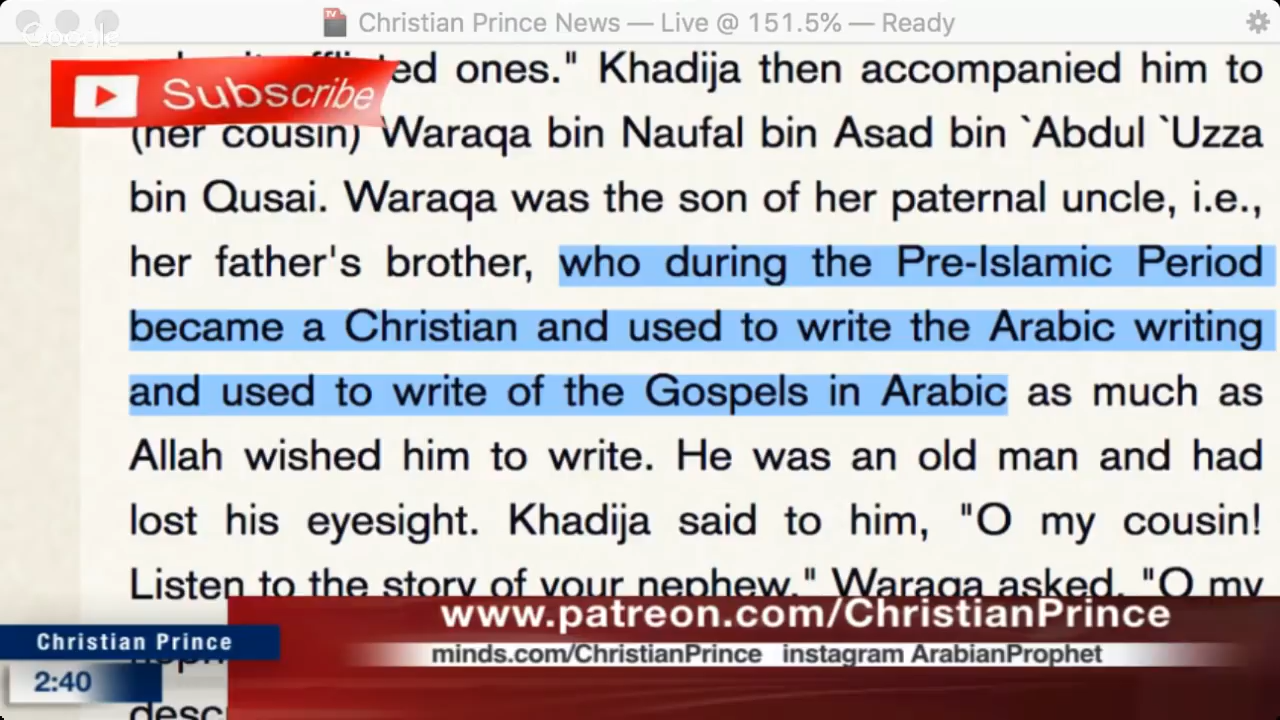 Christian Prince News — Live @ 151.5% — Ready
Google
ed ones." Khadija then accompanied him to
Subscribe
(her cousin) Waraqa bin Naufal bin Asad bin `Abdul `Uzza
bin Qusai. Waraqa was the son of her paternal uncle, i.e.,
her father's brother, who during the Pre-Islamic Period
became a Christian and used to write the Arabic writing
and used to write of the Gospels in Arabic as much as
Allah wished him to write. He was an old man and had
lost his eyesight. Khadija said to him, "O my cousin!
Listen to the story of your nephew." Waraqa asked, "O my
www.patreon.com/ChristianPrince
Christian Prince
minds.com/ChristianPrince instagram ArabianProphet
2:40